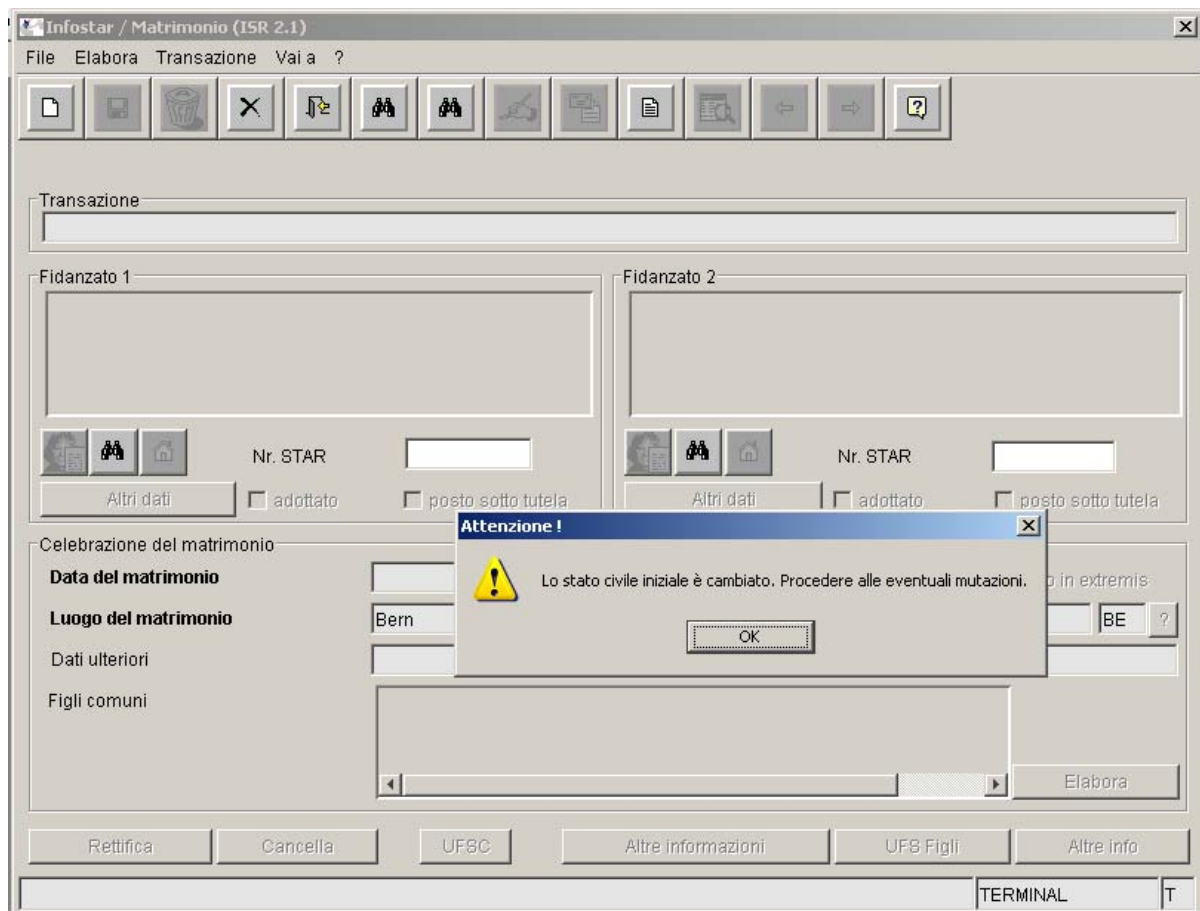 Infostar / Matrimonio (ISR 2.1)
File Elabora Transazione Vai a ?
Transazione
Fidanzato 1
Fidanzato 2
Nr. STAR
Nr. STAR
Altri dati adottato posto sotto tutela
Altri dati adottato posto sotto tutela
Attenzione !
Lo stato civile iniziale è cambiato. Procedere alle eventuali mutazioni.
OK
Celebrazione del matrimonio
Data del matrimonio in extremis
Luogo del matrimonio Bern BE ?
Dati ulteriori
Figli comuni
Elabora
Rettifica Cancella UFSC Altre informazioni UFS Figli Altre info
TERMINAL T